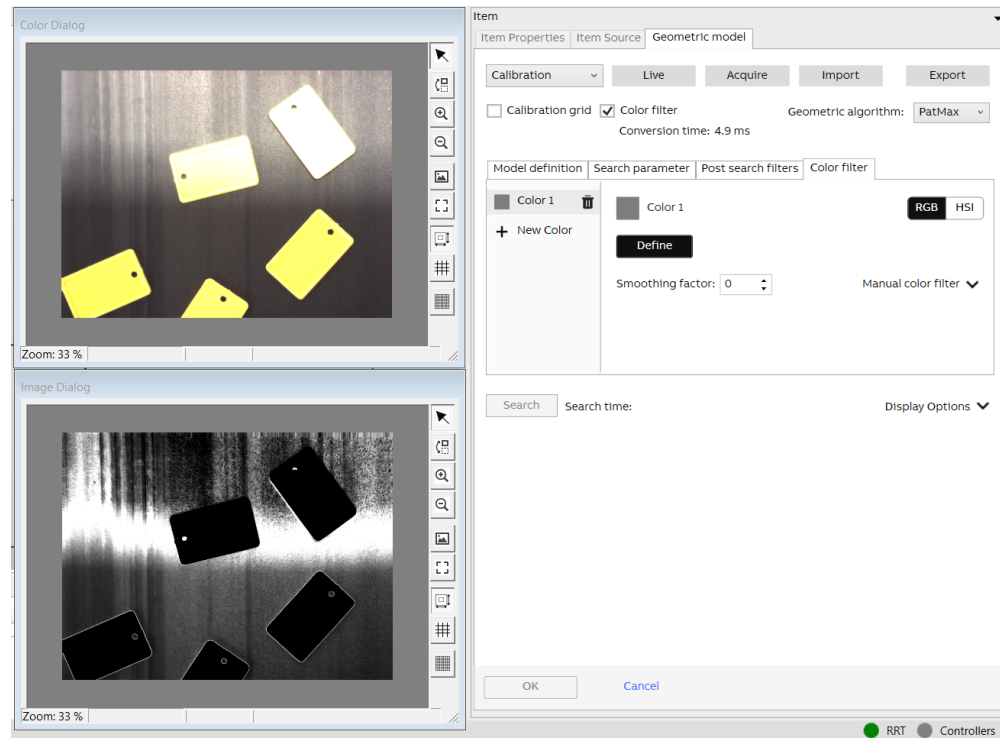 Color Dialog
Zoom: 33 %
Image Dialog
Zoom: 33 %
Item
Item Properties Item Source Geometric model
Calibration Live Acquire Import Export
Calibration grid Color filter Geometric algorithm: PatMax
Conversion time: 4.9 ms
Model definition Search parameter Post search filters Color filter
Color 1 Color 1 RGB HSI
New Color
Define
Smoothing factor: 0 Manual color filter
Search Search time: Display Options
OK Cancel
RRT Controllers